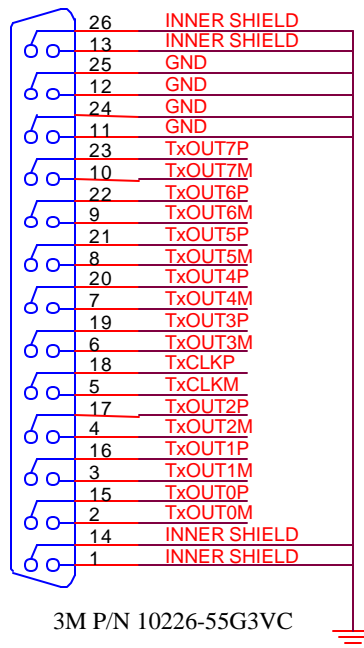 26 INNER SHIELD
13 INNER SHIELD
25 GND
12 GND
24 GND
11 GND
23 TxOUT7P
10 TxOUT7M
22 TxOUT6P
9 TxOUT6M
21 TxOUT5P
8 TxOUT5M
20 TxOUT4P
7 TxOUT4M
19 TxOUT3P
6 TxOUT3M
18 TxCLKP
5 TxCLKM
17 TxOUT2P
4 TxOUT2M
16 TxOUT1P
3 TxOUT1M
15 TxOUT0P
2 TxOUT0M
14 INNER SHIELD
1 INNER SHIELD
3M P/N 10226-55G3VC